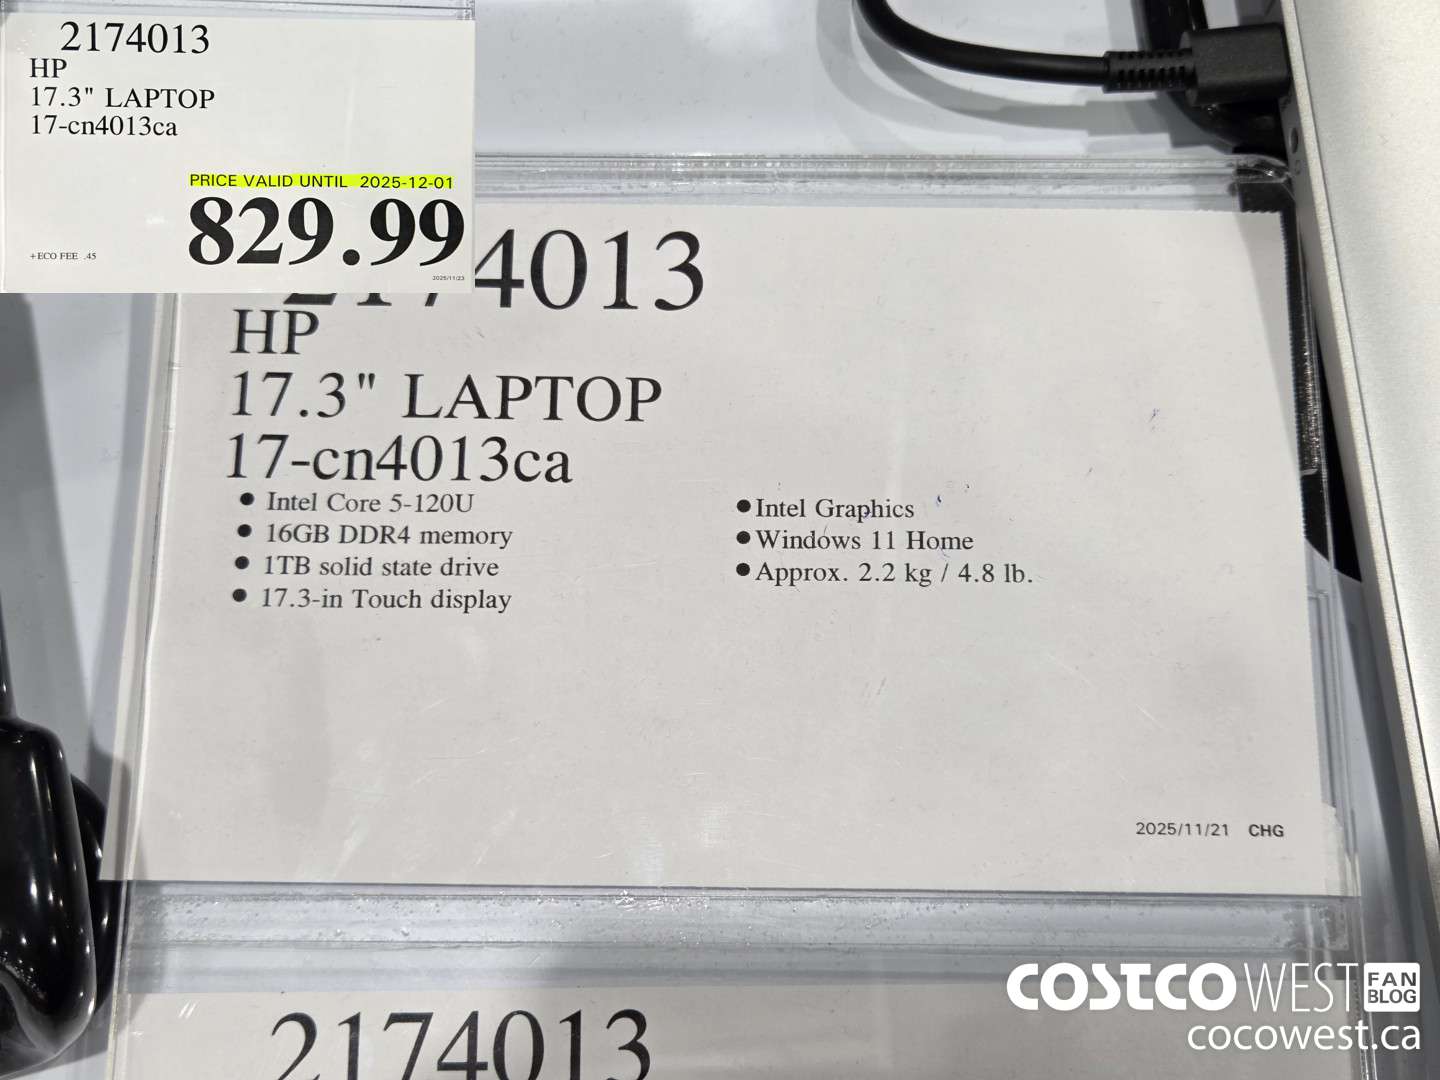 2174013
HP
17.3" LAPTOP
17-cn4013ca
PRICE VALID UNTIL 2025-12-01
829.99
+ECO FEE .45
2025/11/23
2174013
HP
17.3" LAPTOP
17-cn4013ca
● Intel Core 5-120U
● 16GB DDR4 memory
● 1TB solid state drive
● 17.3-in Touch display
● Intel Graphics
● Windows 11 Home
● Approx. 2.2 kg / 4.8 lb.
2025/11/21 CHG
2174013
COSTCO WEST FAN BLOG
cocowest.ca